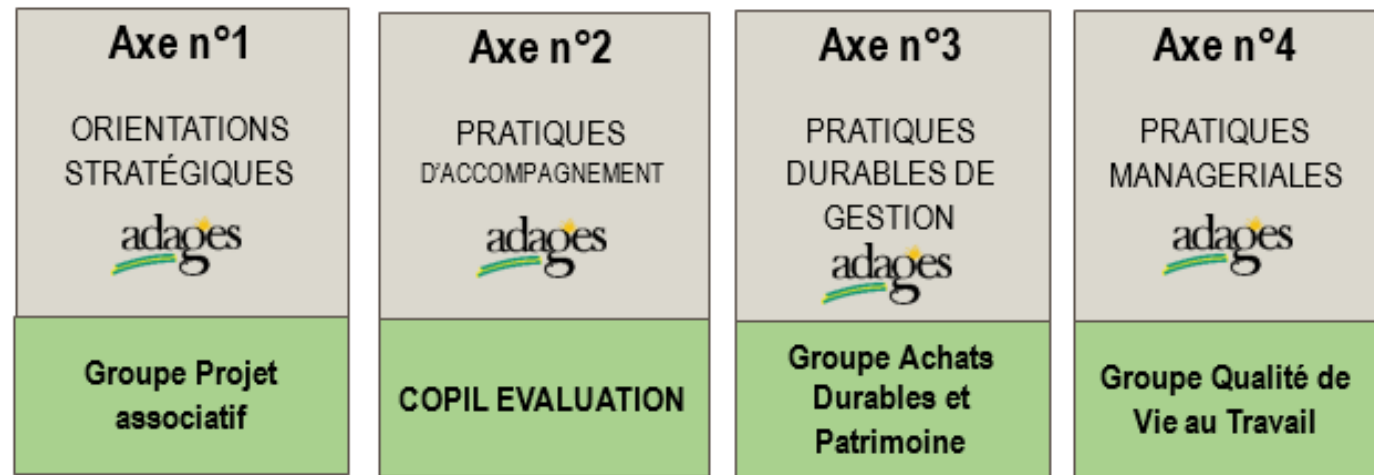 Axe n°1
ORIENTATIONS
STRATÉGIQUES
adages
Groupe Projet
associatif
Axe n°2
PRATIQUES
D'ACCOMPAGNEMENT
adages
COPIL EVALUATION
Axe n°3
PRATIQUES
DURABLES DE
GESTION
adages
Groupe Achats
Durables et
Patrimoine
Axe n°4
PRATIQUES
MANAGERIALES
adages
Groupe Qualité de
Vie au Travail